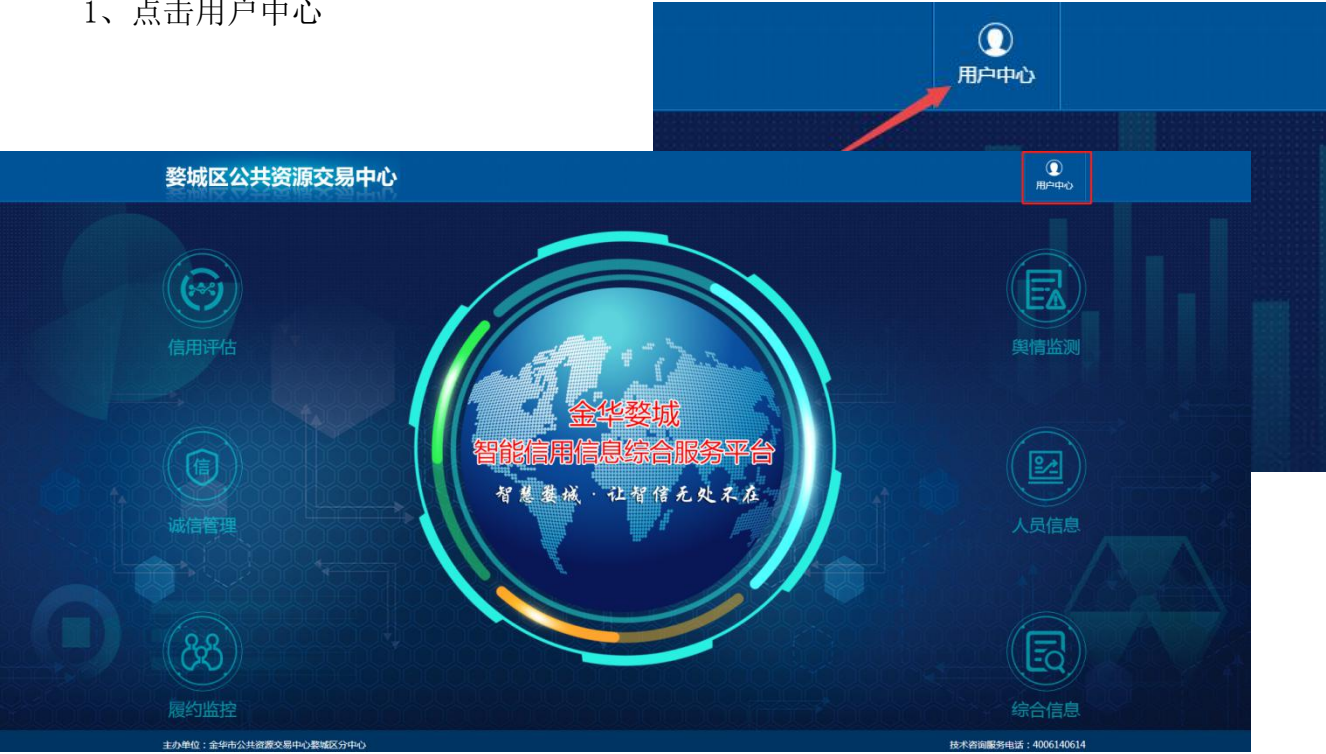 1、点击用户中心
用户中心
婺城区公共资源交易中心
用户中心
信用评估
舆情监测
金华婺城
智能信用信息综合服务平台
智慧婺城·让智信无处不在
信
诚信管理
人员信息
履约监控
综合信息
主办单位：金华市公共资源交易中心婺城区分中心
技术咨询服务电话：4006140614